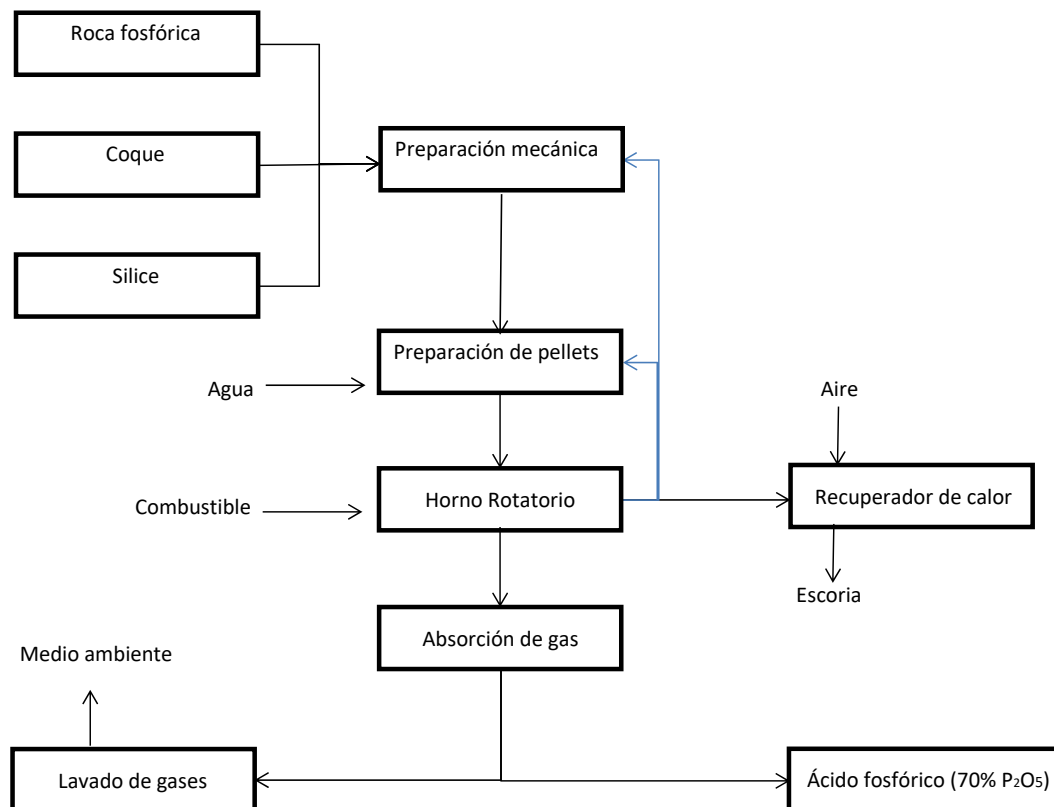 Roca fosfórica
Coque
Preparación mecánica
Silice
Preparación de pellets
Agua
Aire
Combustible
Horno Rotatorio
Recuperador de calor
Escoria
Absorción de gas
Medio ambiente
Lavado de gases
Ácido fosfórico (70% P₂O₅)